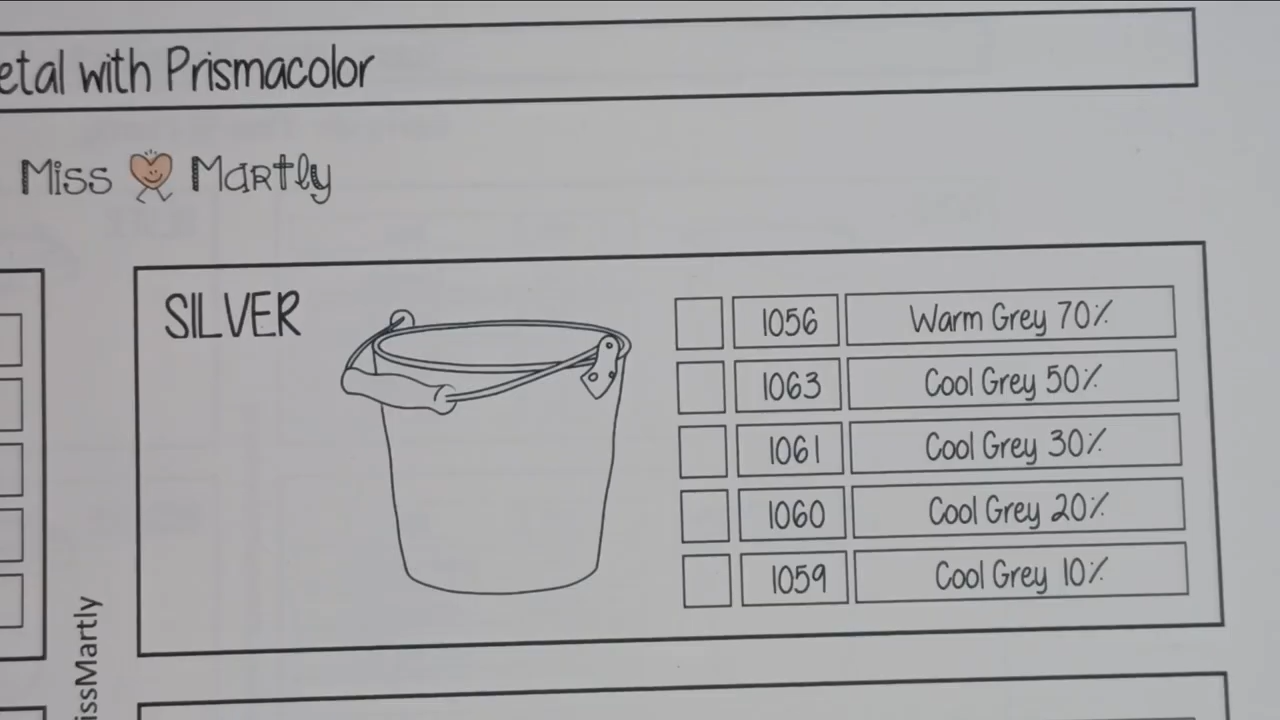 etal with Prismacolor
Miss Martly
SILVER
1056 Warm Grey 70%
1063 Cool Grey 50%
1061 Cool Grey 30%
1060 Cool Grey 20%
1059 Cool Grey 10%
issMartly